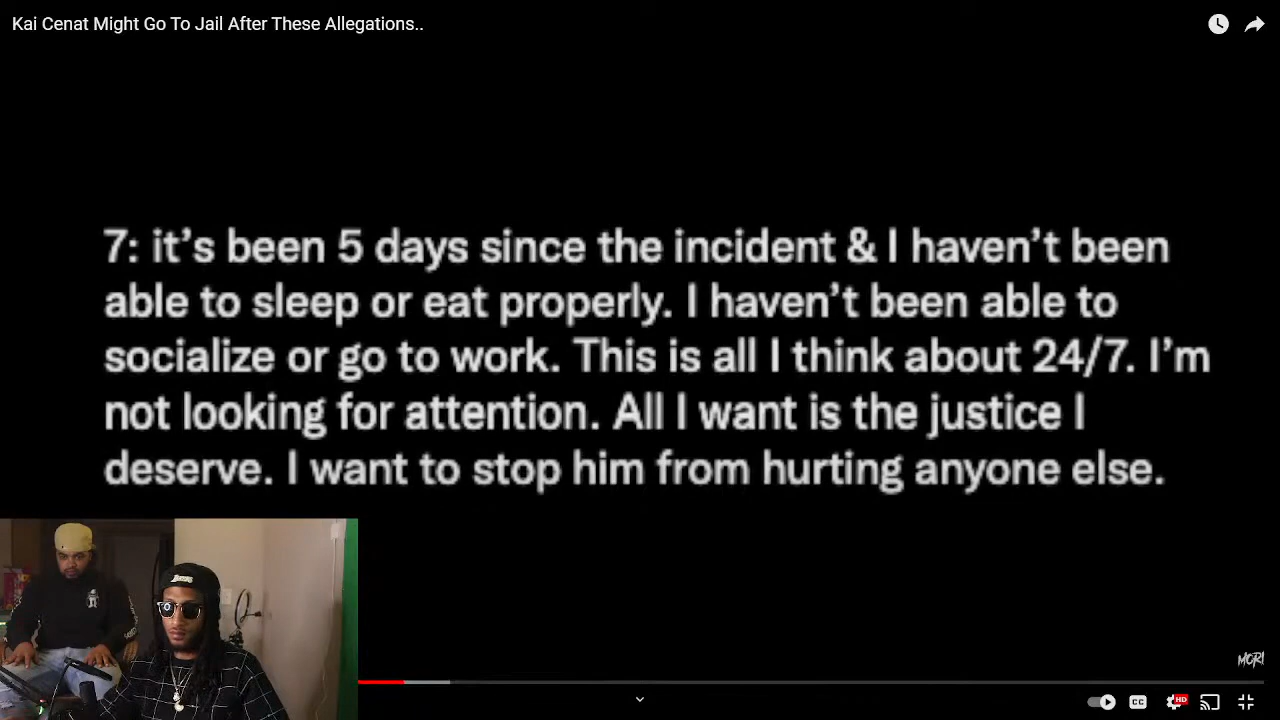 Kai Cenat Might Go To Jail After These Allegations..
7: it’s been 5 days since the incident & I haven’t been
able to sleep or eat properly. I haven’t been able to
socialize or go to work. This is all I think about 24/7. I’m
not looking for attention. All I want is the justice I
deserve. I want to stop him from hurting anyone else.
MORI
CC
HD